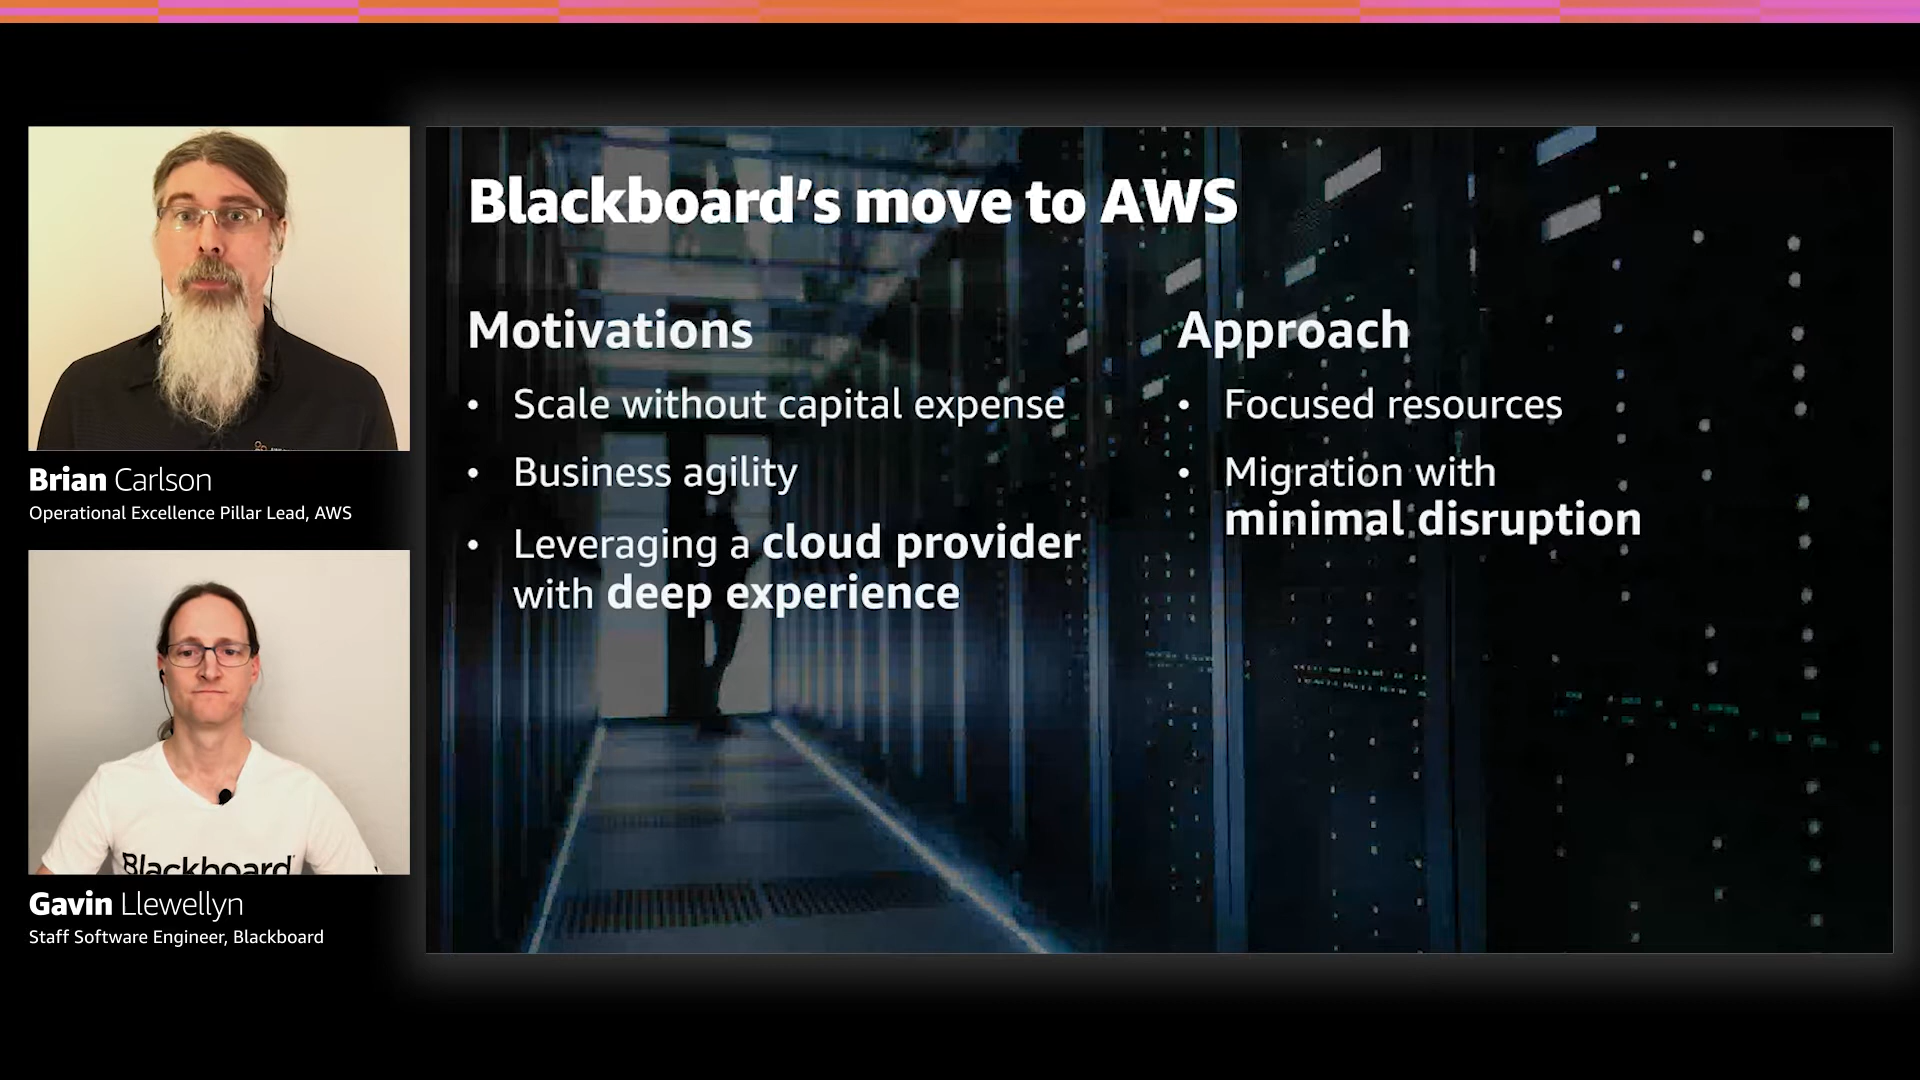 Blackboard's move to AWS
Motivations
• Scale without capital expense
• Business agility
• Leveraging a cloud provider
with deep experience
Approach
• Focused resources
• Migration with
minimal disruption
Brian Carlson
Operational Excellence Pillar Lead, AWS
Blackboard
Gavin Llewellyn
Staff Software Engineer, Blackboard